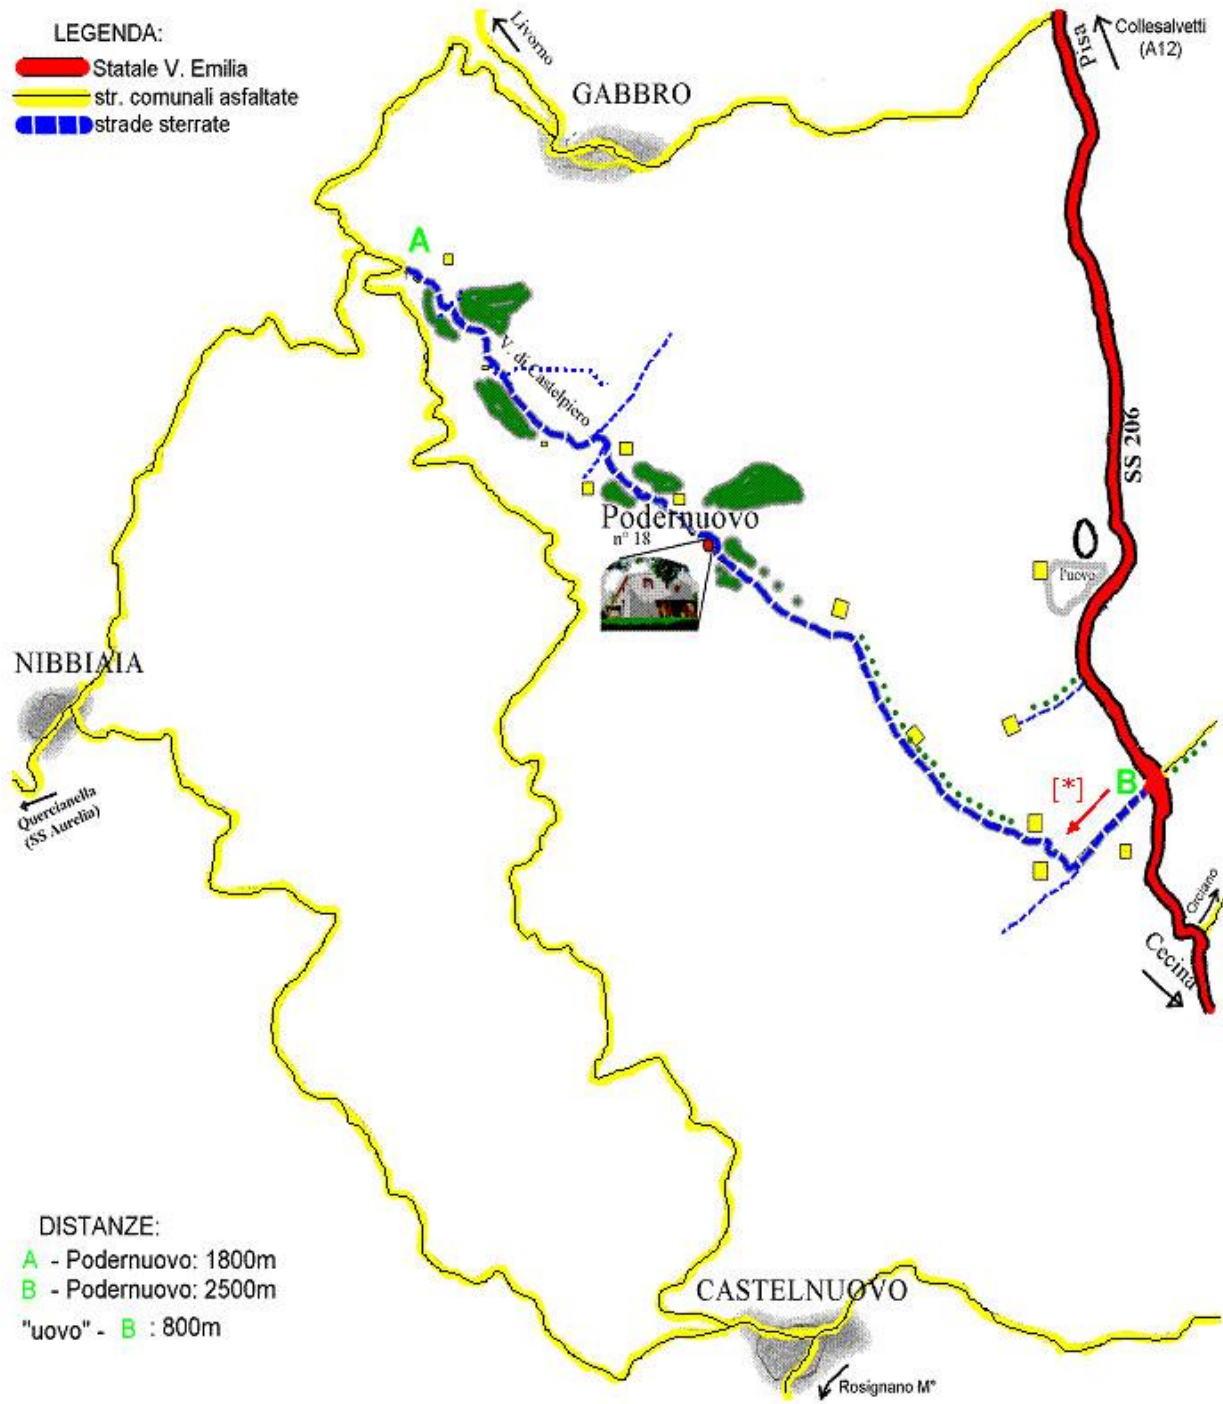 LEGENDA:
Statale V. Emilia
str. comunali asfaltate
strade sterrate
Livorno
GABBRO
Pisa
Collesalvetti
(A12)
A
V. di Castelpiero
SS 206
Podernuovo
n° 18
l'uovo
NIBBIAIA
Quercianella
(SS Aurelia)
[*]
B
Orciano
Cecina
DISTANZE:
A - Podernuovo: 1800m
B - Podernuovo: 2500m
"uovo" - B : 800m
CASTELNUOVO
Rosignano M°